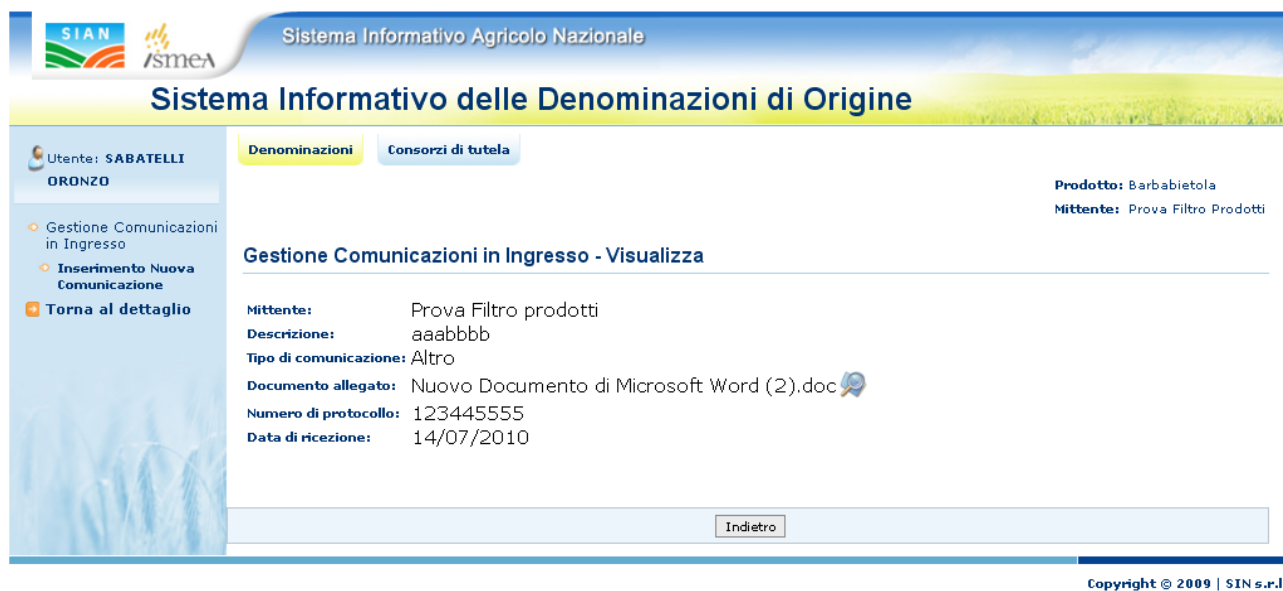 SIAN
ismea
Sistema Informativo Agricolo Nazionale
Sistema Informativo delle Denominazioni di Origine
Utente: SABATELLI
ORONZO
Denominazioni
Consorzi di tutela
Prodotto: Barbabietola
Mittente: Prova Filtro Prodotti
Gestione Comunicazioni
in Ingresso
Inserimento Nuova
Comunicazione
Torna al dettaglio
Gestione Comunicazioni in Ingresso - Visualizza
Mittente: Prova Filtro prodotti
Descrizione: aaabbbb
Tipo di comunicazione: Altro
Documento allegato: Nuovo Documento di Microsoft Word (2).doc
Numero di protocollo: 123445555
Data di ricezione: 14/07/2010
Indietro
Copyright © 2009 | SIN s.r.l